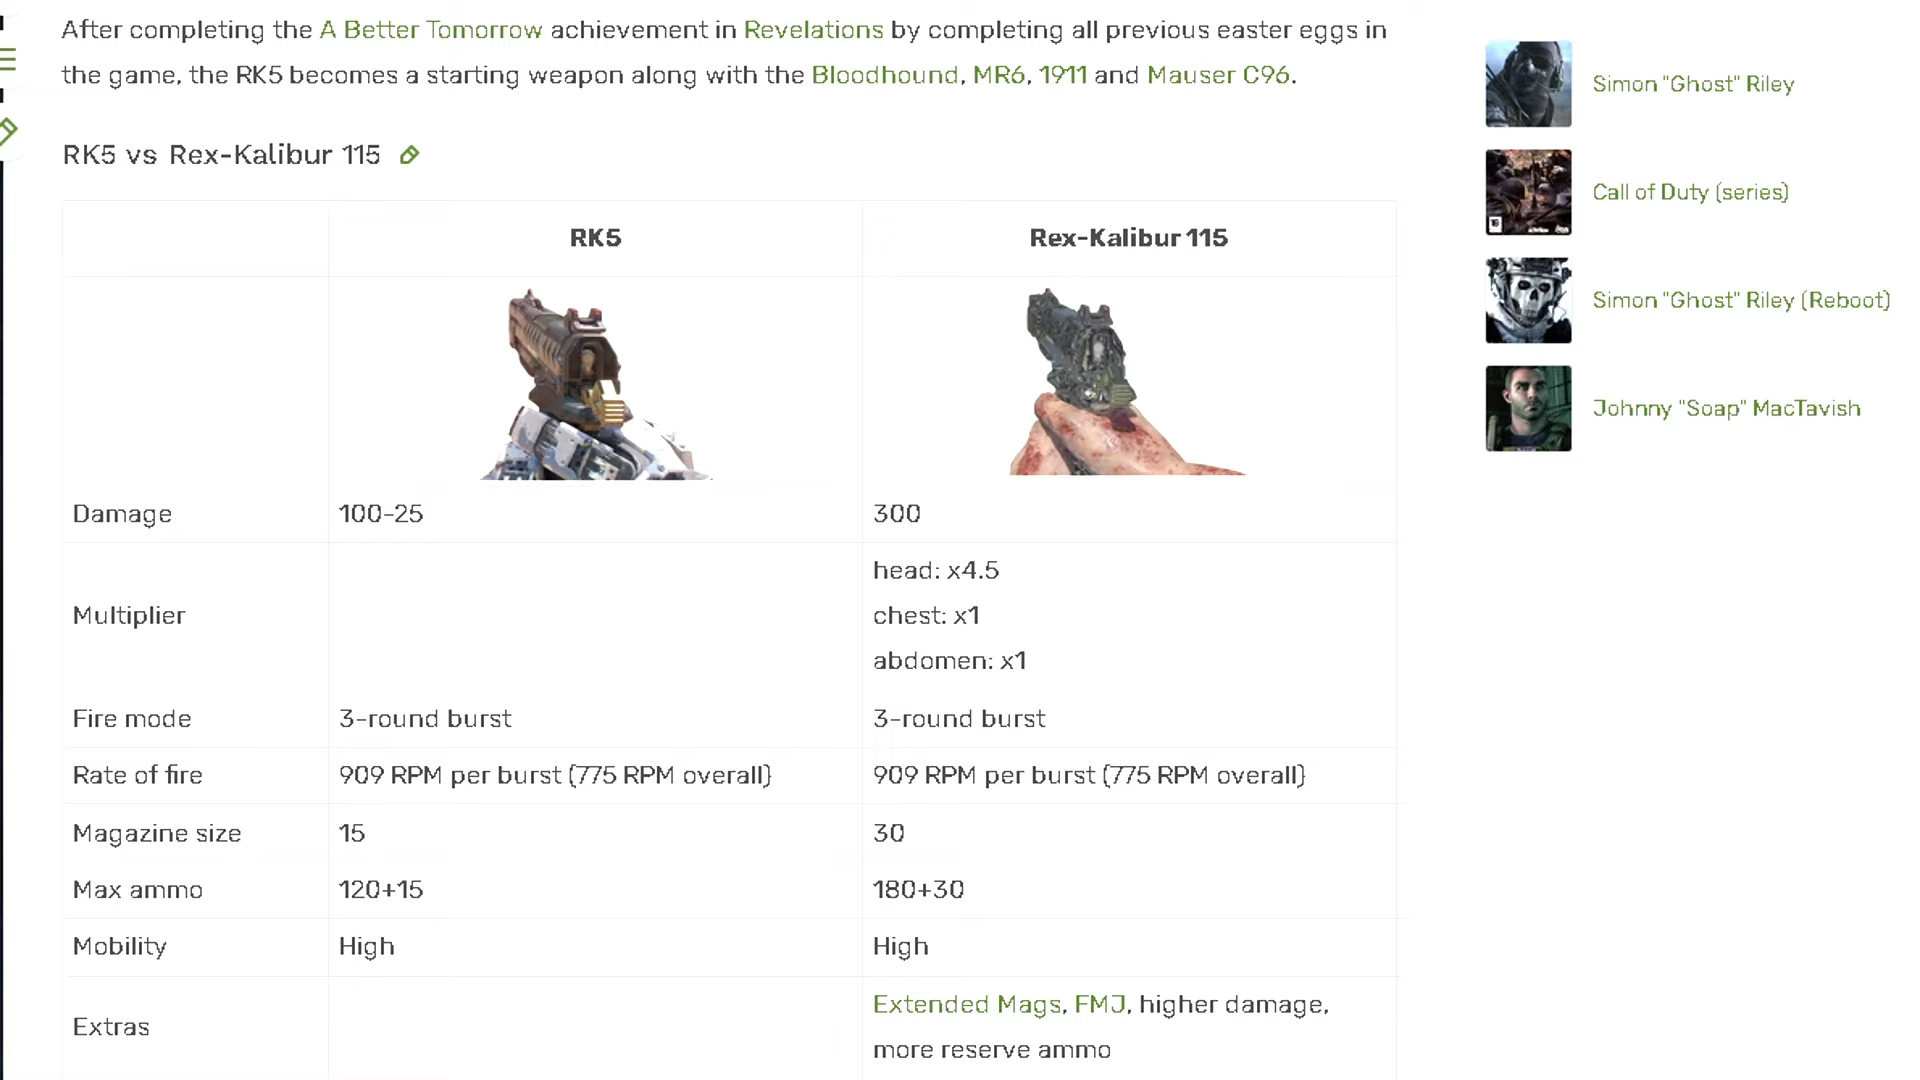 After completing the A Better Tomorrow achievement in Revelations by completing all previous easter eggs in
the game, the RK5 becomes a starting weapon along with the Bloodhound, MR6, 1911 and Mauser C96.
RK5 vs Rex-Kalibur 115
RK5 Rex-Kalibur 115
Damage 100-25 300
Multiplier
head: x4.5
chest: x1
abdomen: x1
Fire mode 3-round burst 3-round burst
Rate of fire 909 RPM per burst (775 RPM overall) 909 RPM per burst (775 RPM overall)
Magazine size 15 30
Max ammo 120+15 180+30
Mobility High High
Extras
Extended Mags, FMJ, higher damage,
more reserve ammo
Simon "Ghost" Riley
Call of Duty (series)
Simon "Ghost" Riley (Reboot)
Johnny "Soap" MacTavish